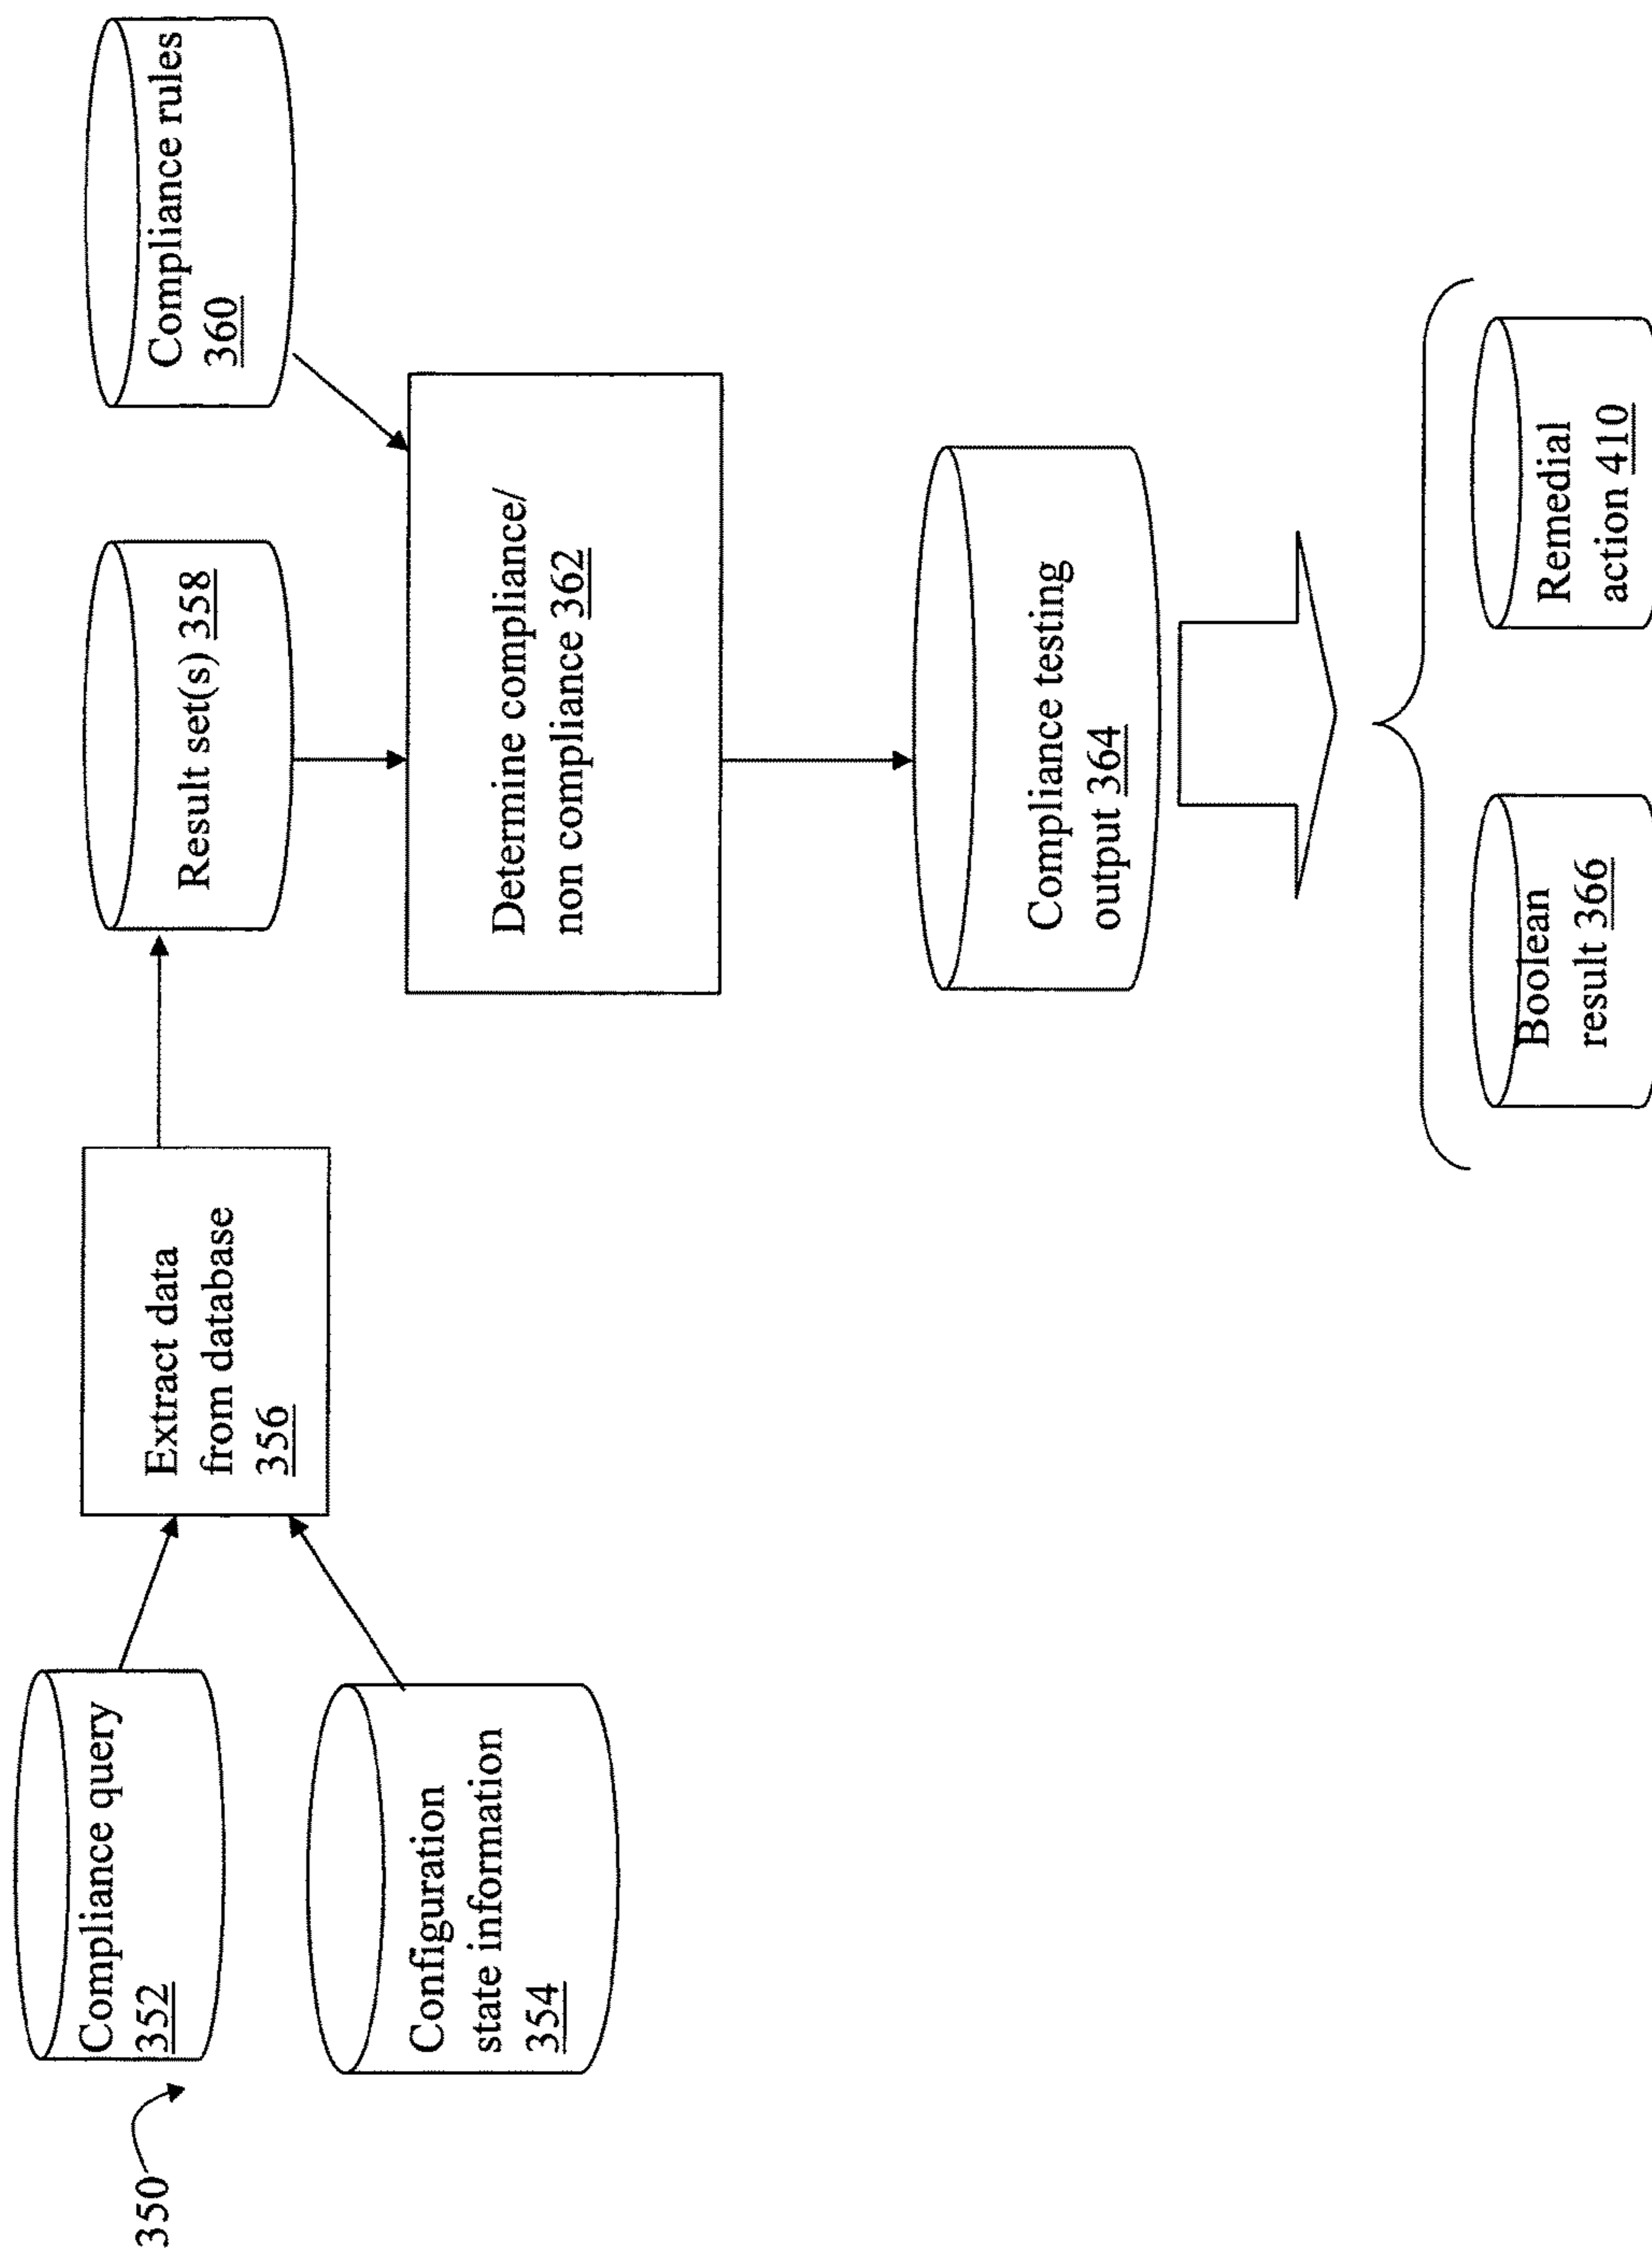 350
Compliance query
352
Configuration
state information
354
Extract data
from database
356
Result set(s) 358
Compliance rules
360
Determine compliance/
non compliance 362
Compliance testing
output 364
Boolean
result 366
Remedial
action 410